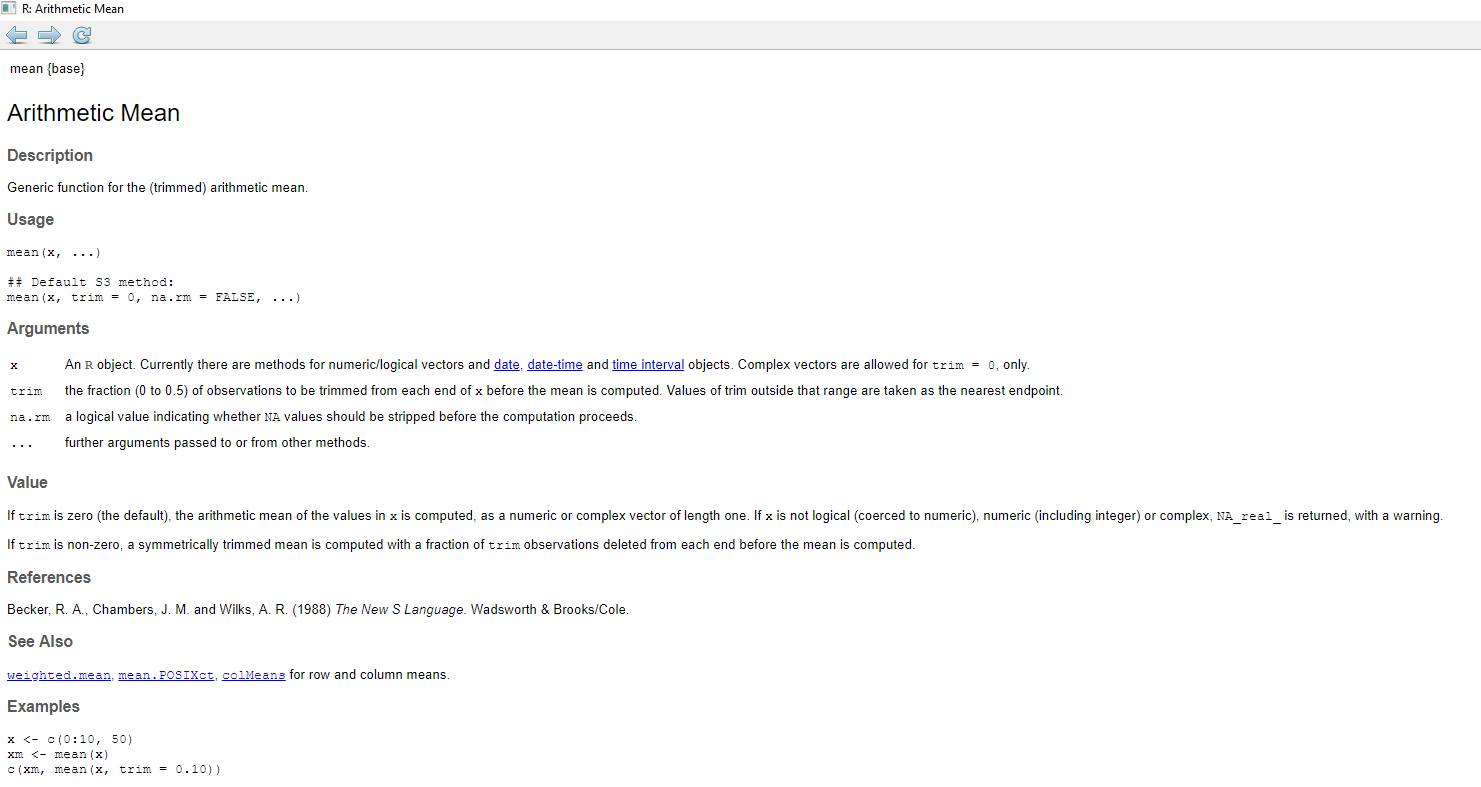 R: Arithmetic Mean
mean {base}
Arithmetic Mean
Description
Generic function for the (trimmed) arithmetic mean.
Usage
mean(x, ...)
## Default S3 method:
mean(x, trim = 0, na.rm = FALSE, ...)
Arguments
x An R object. Currently there are methods for numeric/logical vectors and date, date-time and time interval objects. Complex vectors are allowed for trim = 0, only.
trim the fraction (0 to 0.5) of observations to be trimmed from each end of x before the mean is computed. Values of trim outside that range are taken as the nearest endpoint.
na.rm a logical value indicating whether NA values should be stripped before the computation proceeds.
... further arguments passed to or from other methods.
Value
If trim is zero (the default), the arithmetic mean of the values in x is computed, as a numeric or complex vector of length one. If x is not logical (coerced to numeric), numeric (including integer) or complex, NA_real_ is returned, with a warning.
If trim is non-zero, a symmetrically trimmed mean is computed with a fraction of trim observations deleted from each end before the mean is computed.
References
Becker, R. A., Chambers, J. M. and Wilks, A. R. (1988) The New S Language. Wadsworth & Brooks/Cole.
See Also
weighted.mean, mean.POSIXct, colMeans for row and column means.
Examples
x <- c(0:10, 50)
xm <- mean(x)
c(xm, mean(x, trim = 0.10))